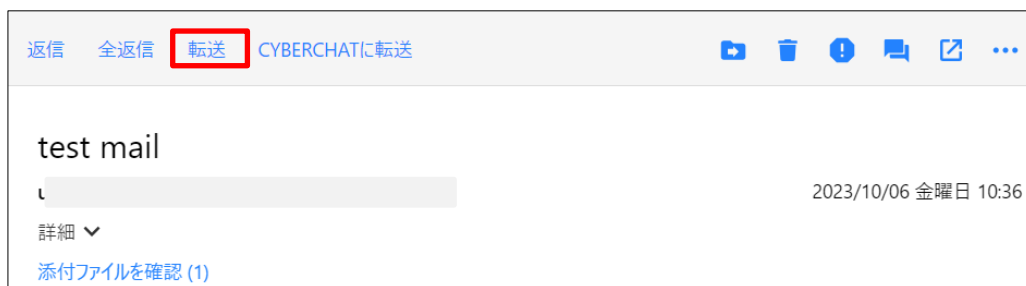 返信 全返信 転送 CYBERCHATに転送
test mail
2023/10/06 金曜日 10:36
詳細
添付ファイルを確認 (1)